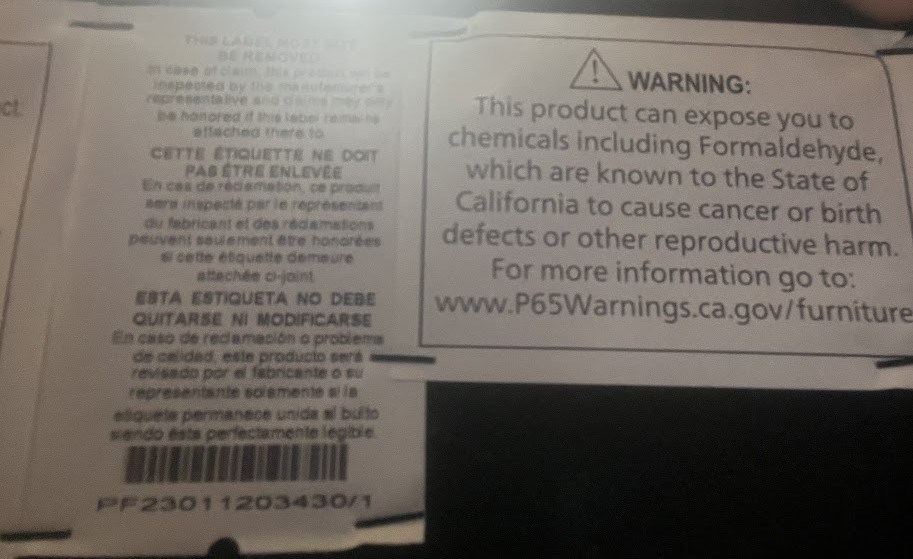 ct.
THIS LABEL MUST NOT
BE REMOVED
In case of claim, this product will be
inspected by the manufacturer's
representative and claims may only
be honored if this label remains
attached there to
CETTE ÉTIQUETTE NE DOIT
PAS ÊTRE ENLEVÉE
En cas de réclamation, ce produit
sera inspecté par le représentant
du fabricant et des réclamations
peuvent seulement être honorées
si cette étiquette demeure
attachée ci-joint
ESTA ESTIQUETA NO DEBE
QUITARSE NI MODIFICARSE
En caso de reclamación o problema
de calidad, este producto será
revisado por el fabricante o su
representante solamente si la
etiqueta permanece unida al bulto
siendo ésta perfectamente legible
PF23011203430/1
WARNING:
This product can expose you to
chemicals including Formaldehyde,
which are known to the State of
California to cause cancer or birth
defects or other reproductive harm.
For more information go to:
www.P65Warnings.ca.gov/furniture